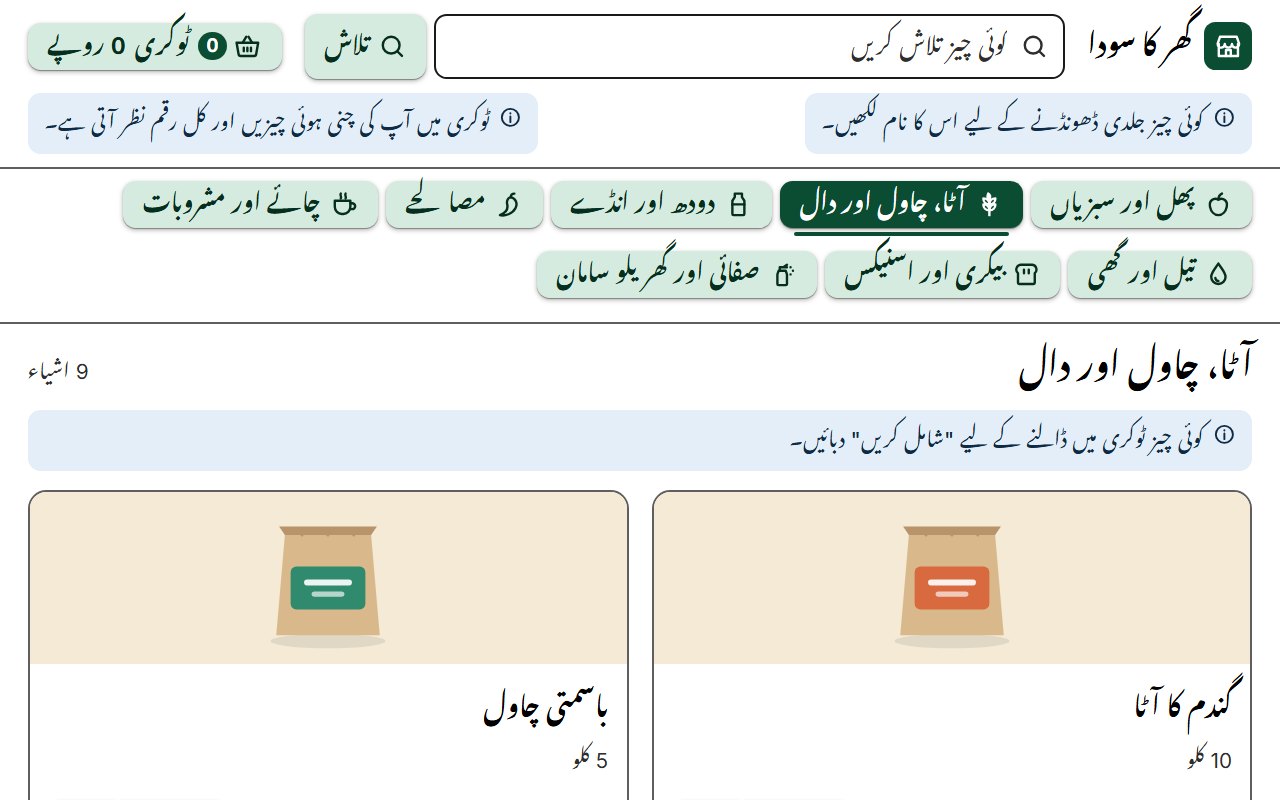 گھر کا سودا
کوئی چیز تلاش کریں
تلاش
0 ٹوکری 0 روپے
کوئی چیز جلدی ڈھونڈنے کے لیے اس کا نام لکھیں۔
ٹوکری میں آپ کی چنی ہوئی چیزیں اور کل رقم نظر آتی ہے۔
پھل اور سبزیاں
آٹا، چاول اور دال
دودھ اور انڈے
مصالحے
چائے اور مشروبات
تیل اور گھی
بیکری اور اسنیکس
صفائی اور گھریلو سامان
آٹا، چاول اور دال
9 اشیاء
کوئی چیز ٹوکری میں ڈالنے کے لیے "شامل کریں" دبائیں۔
گندم کا آٹا
10 کلو
باسمتی چاول
5 کلو